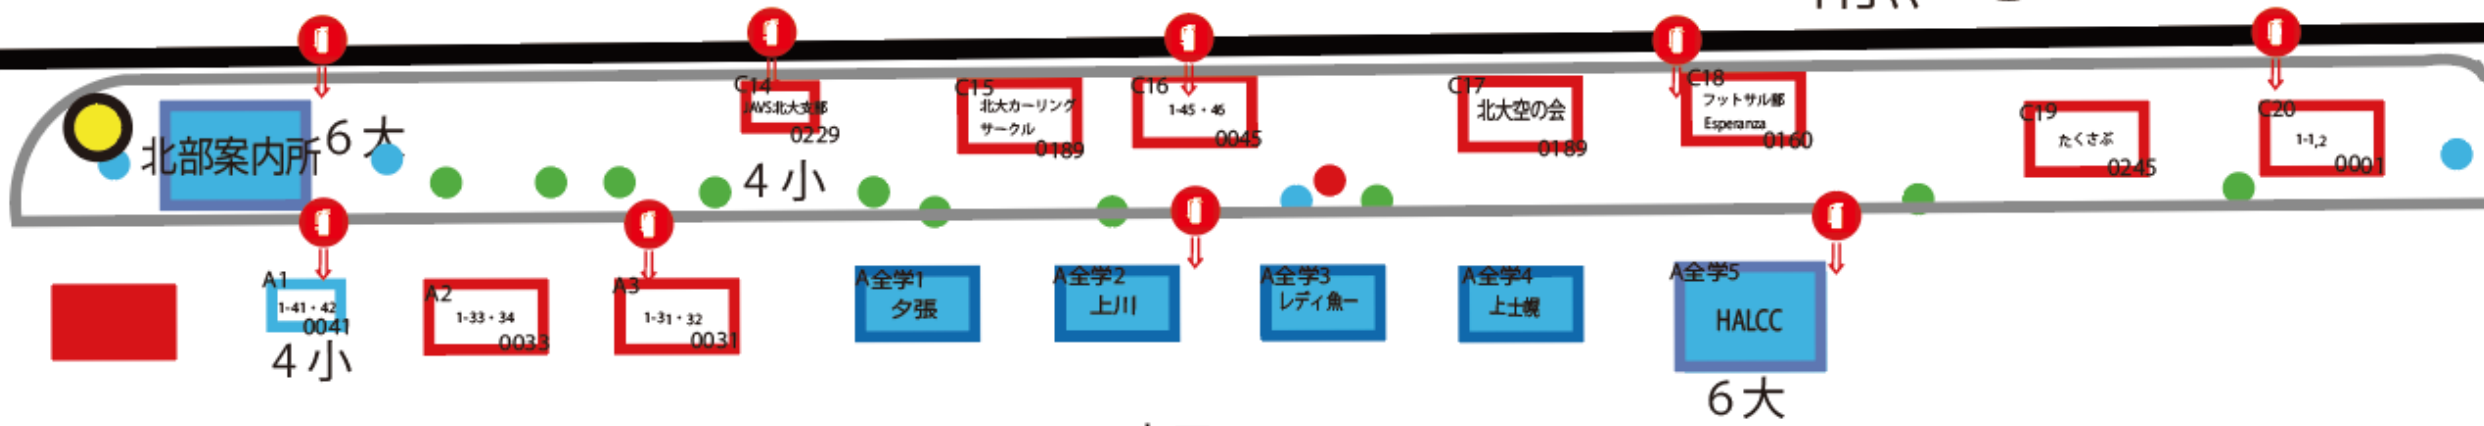 北部案内所
6大
C14
JAVS北大支部
0229
4小
C15
北大カーリング
サークル
0189
C16
1-45・46
0045
C17
北大空の会
0189
C18
フットサル部
Esperanza
0160
C19
たくさぶ
0245
C20
1-1,2
0001
A1
1-41・42
0041
4小
A2
1-33・34
0033
A3
1-31・32
0031
A全学1
夕張
A全学2
上川
A全学3
レディ魚一
A全学4
上士幌
A全学5
HALCC
6大